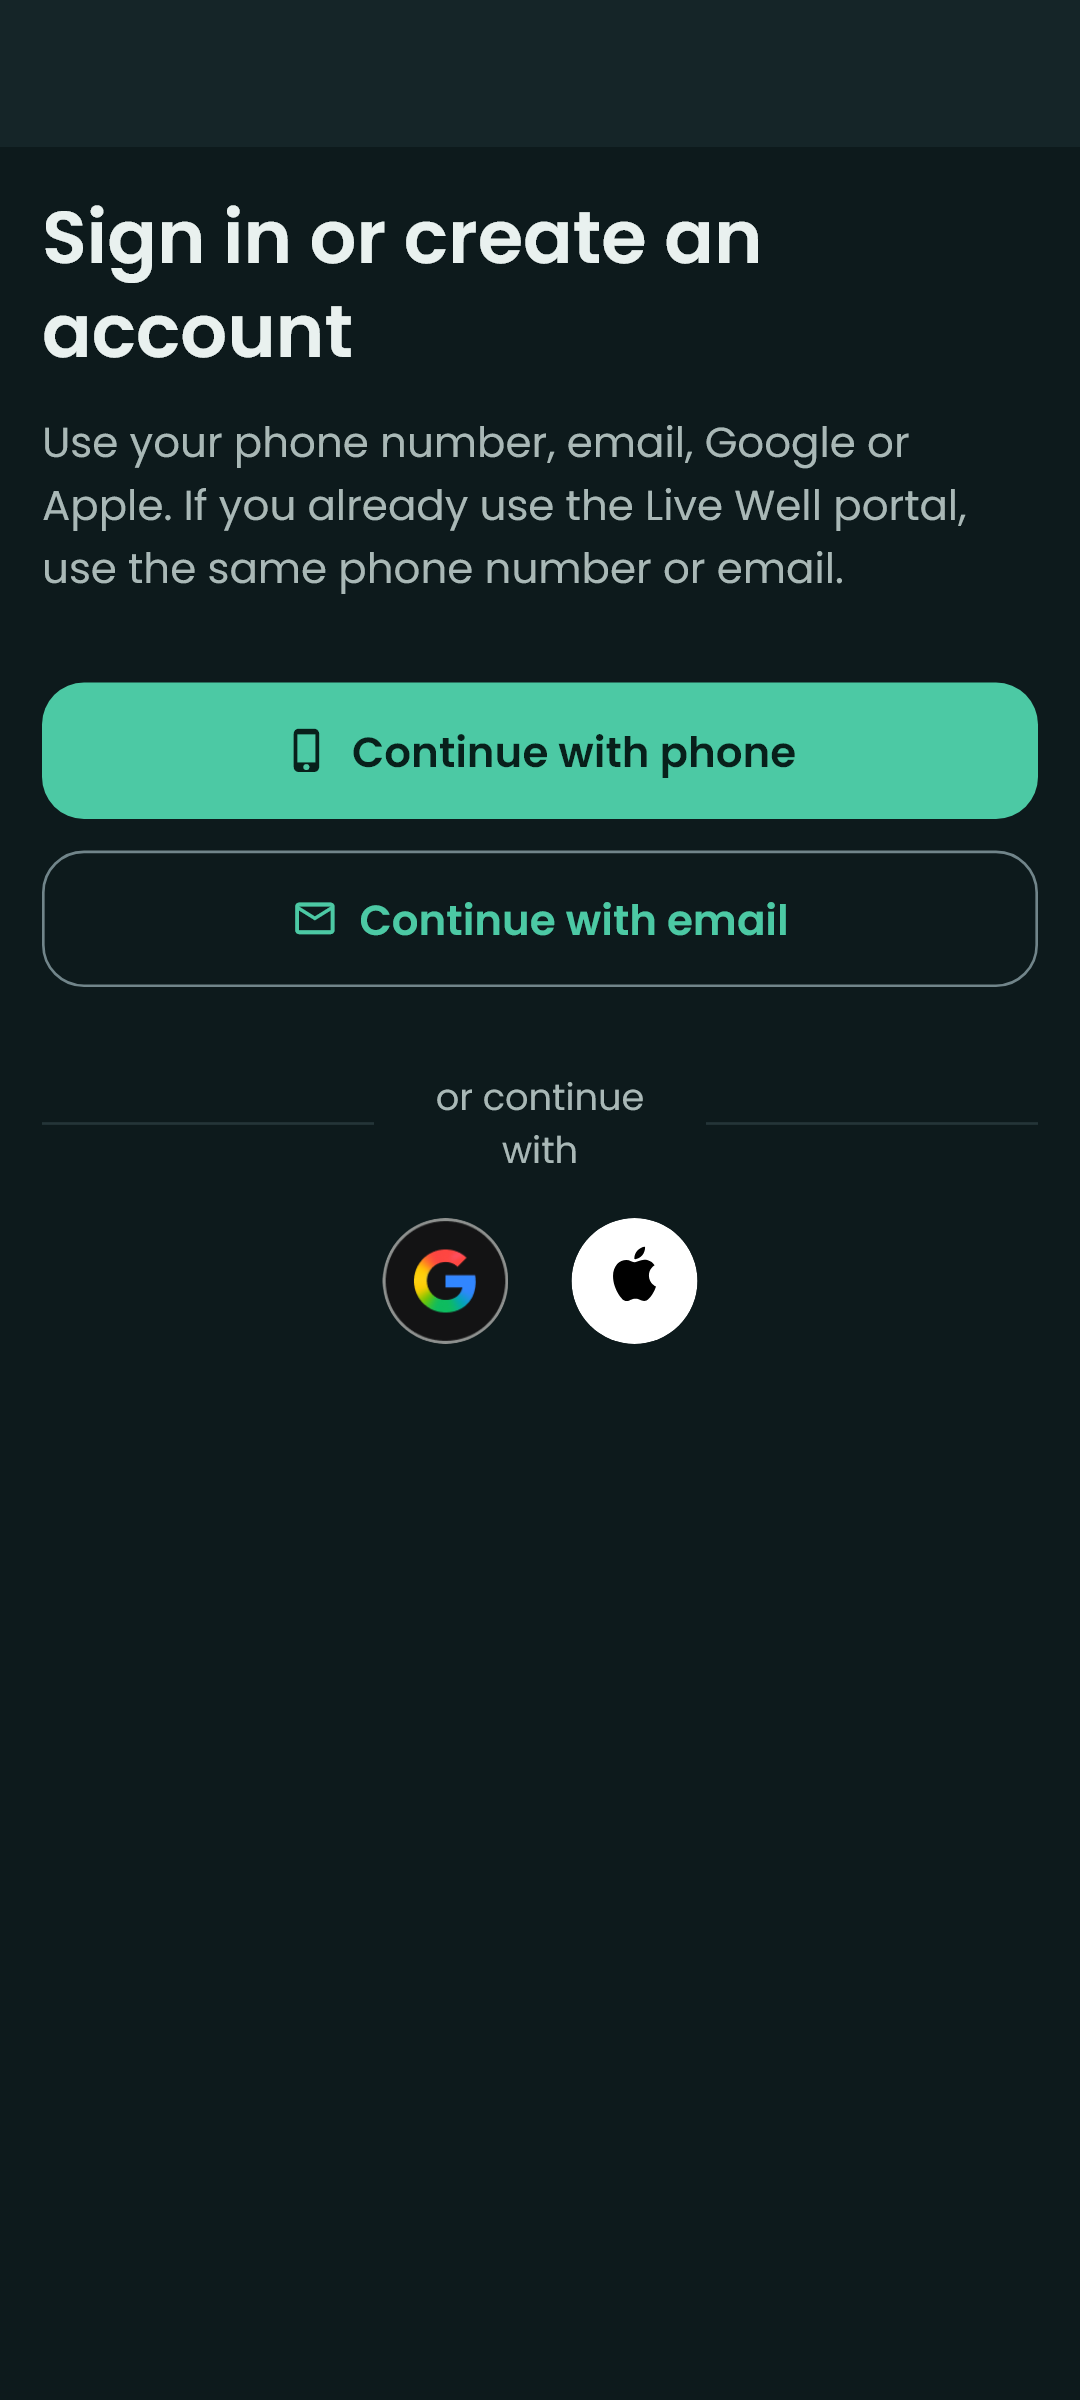 Sign in or create an
account
Use your phone number, email, Google or
Apple. If you already use the Live Well portal,
use the same phone number or email.
Continue with phone
Continue with email
or continue
with